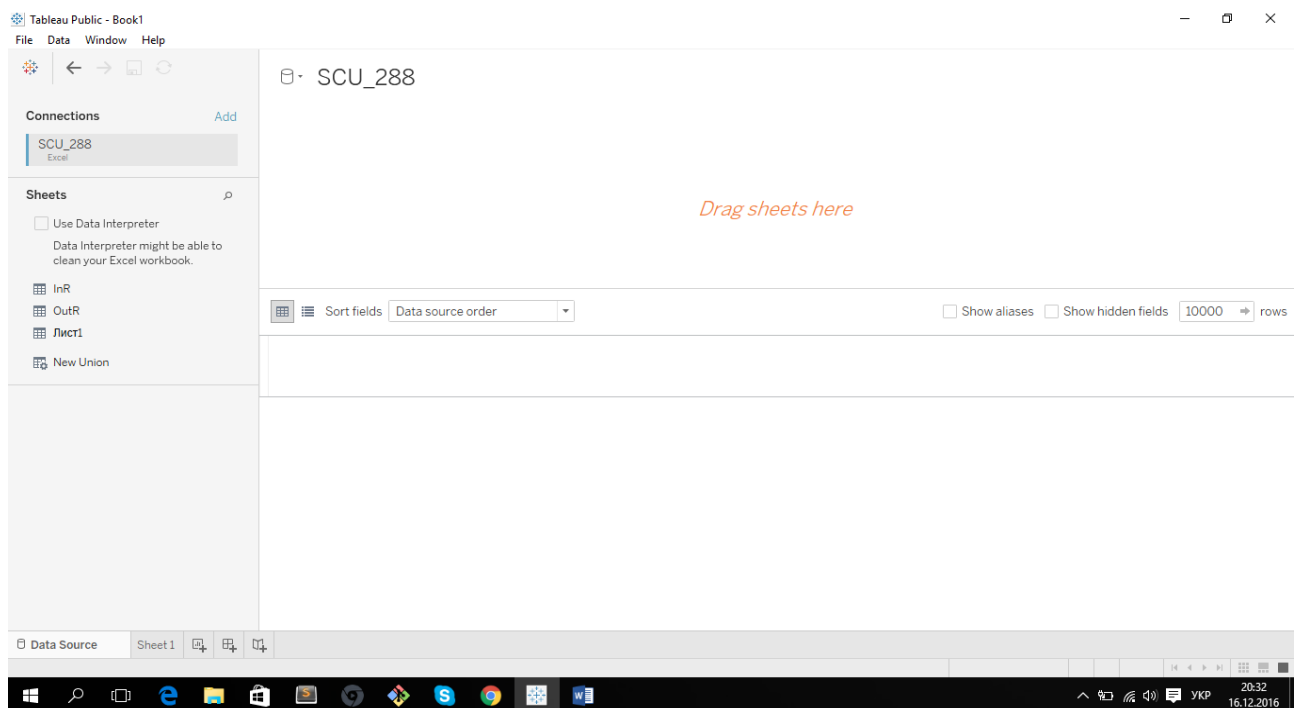 Tableau Public - Book1
File Data Window Help
SCU_288
Connections Add
SCU_288
Excel
Sheets
Use Data Interpreter
Data Interpreter might be able to
clean your Excel workbook.
InR
OutR
Лист1
New Union
Drag sheets here
Sort fields Data source order Show aliases Show hidden fields 10000 rows
Data Source Sheet 1
УКР
20:32
16.12.2016